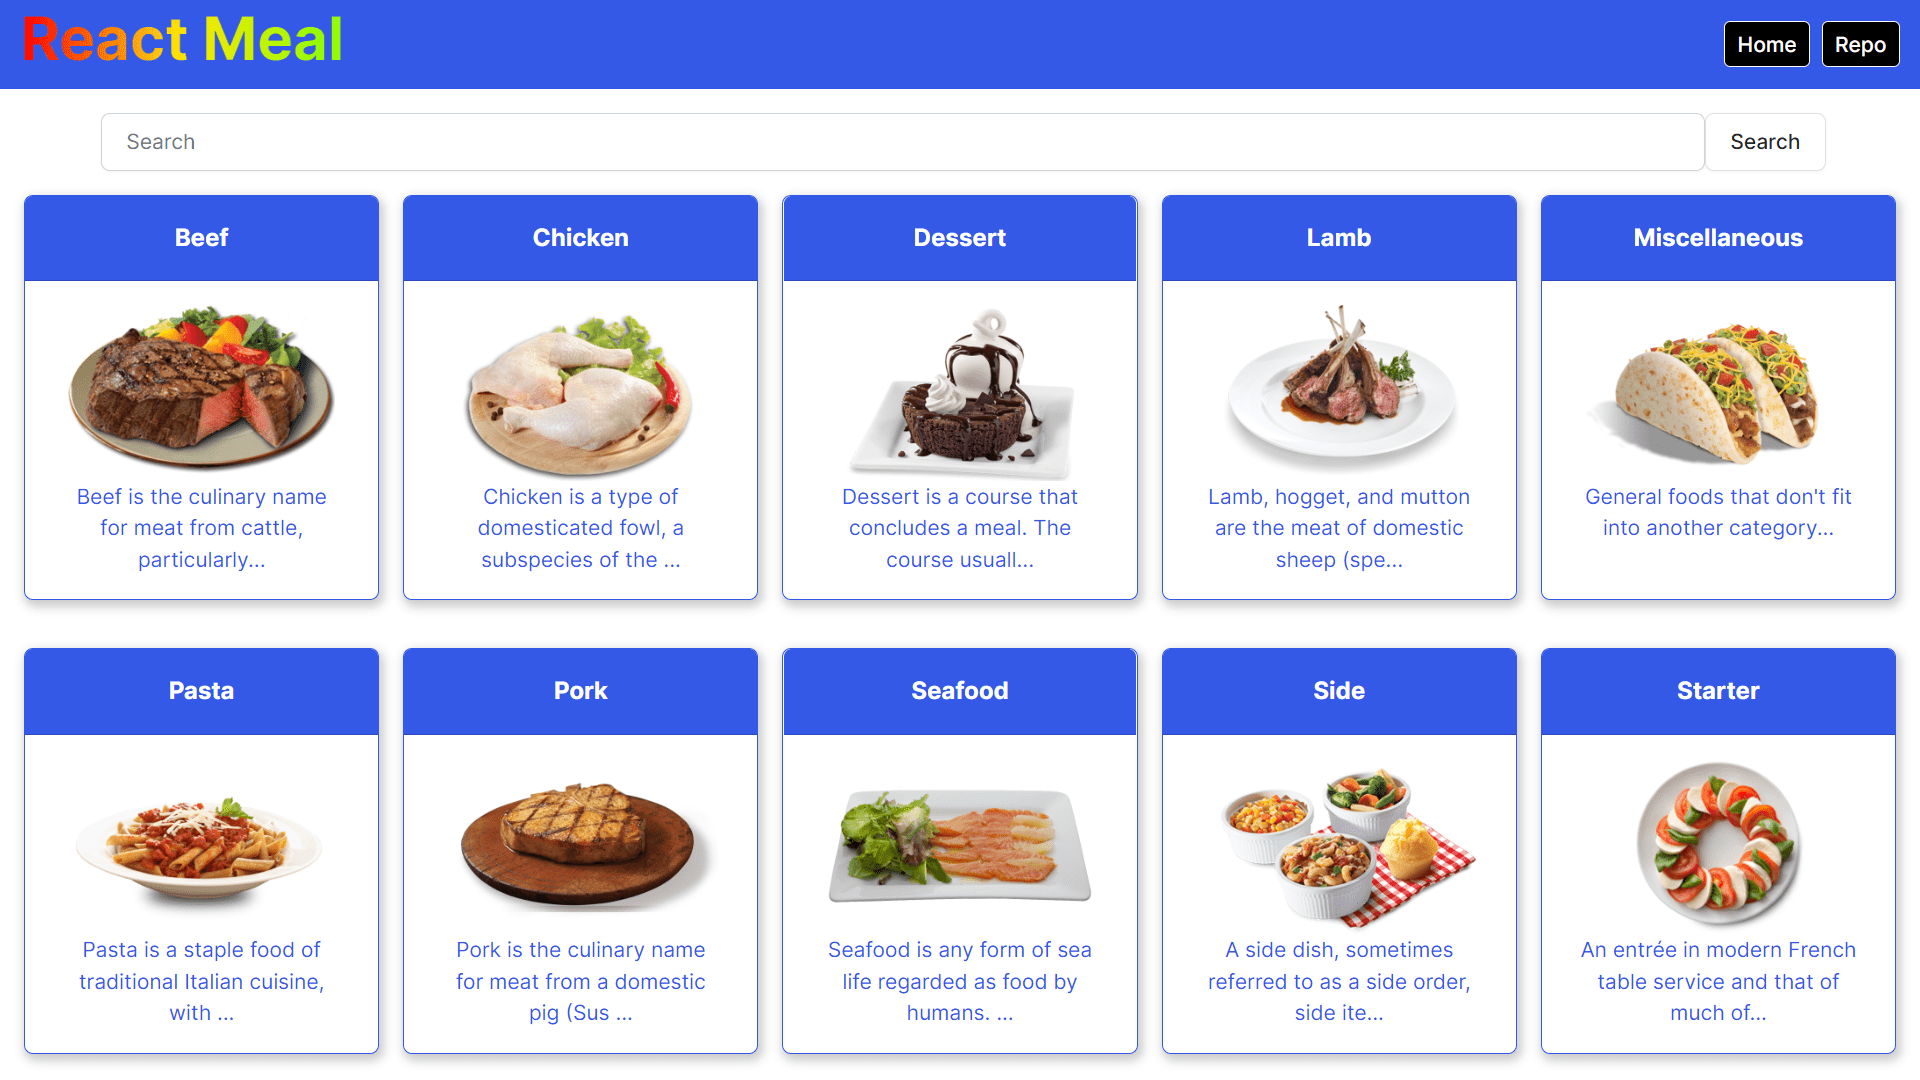 React Meal
Home
Repo
Search
Search
Beef
Chicken
Dessert
Lamb
Miscellaneous
Beef is the culinary name
for meat from cattle,
particularly...
Chicken is a type of
domesticated fowl, a
subspecies of the ...
Dessert is a course that
concludes a meal. The
course usuall...
Lamb, hogget, and mutton
are the meat of domestic
sheep (spe...
General foods that don't fit
into another category...
Pasta
Pork
Seafood
Side
Starter
Pasta is a staple food of
traditional Italian cuisine,
with ...
Pork is the culinary name
for meat from a domestic
pig (Sus ...
Seafood is any form of sea
life regarded as food by
humans. ...
A side dish, sometimes
referred to as a side order,
side ite...
An entrée in modern French
table service and that of
much of...